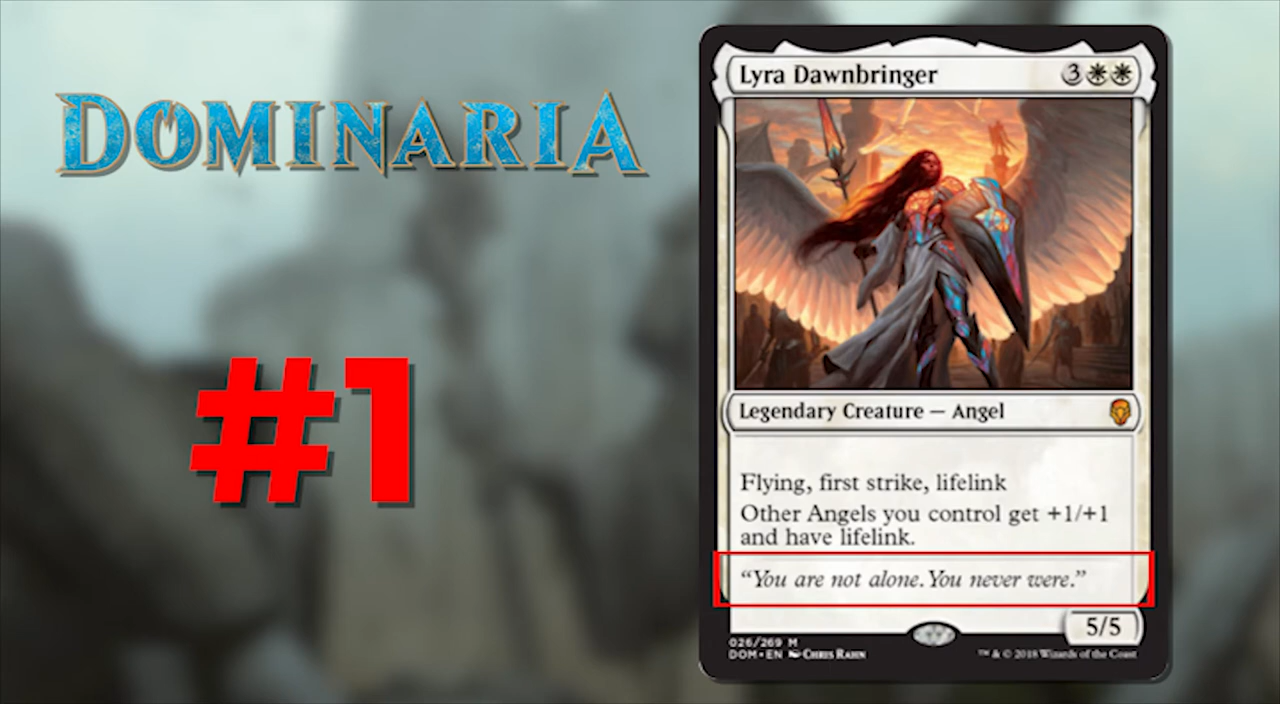 DOMINARIA
#1
Lyra Dawnbringer
3
Legendary Creature — Angel
Flying, first strike, lifelink
Other Angels you control get +1/+1
and have lifelink.
“You are not alone. You never were.”
5/5
026/269 M
DOM • EN CHRIS RAHN
™ & © 2018 Wizards of the Coast